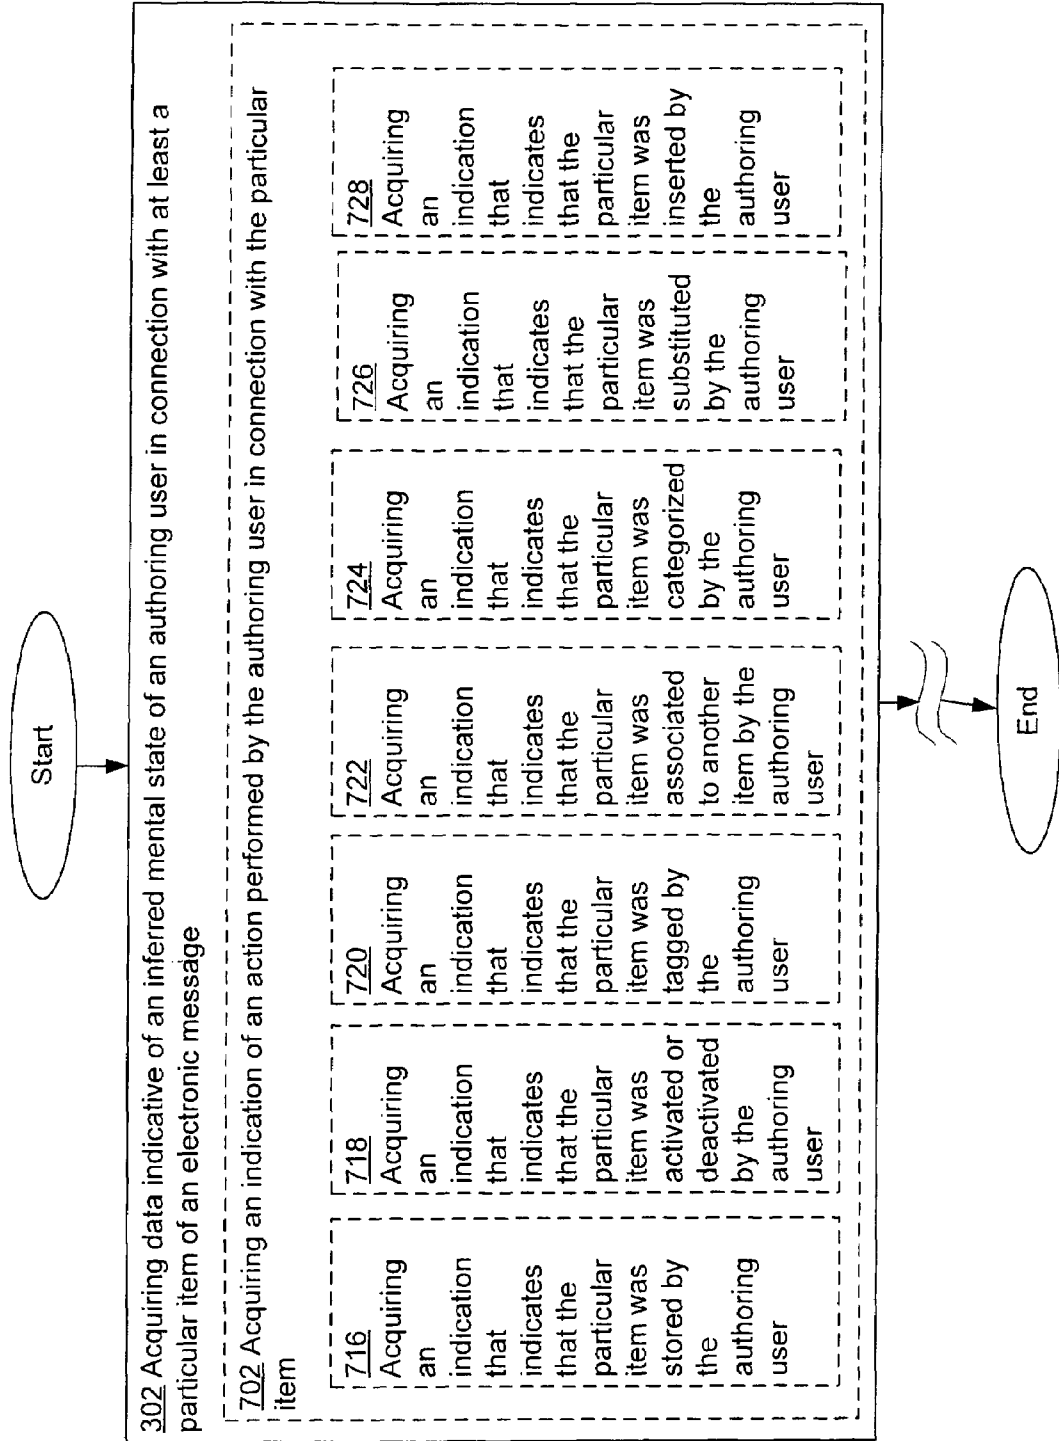 Start
302 Acquiring data indicative of an inferred mental state of an authoring user in connection with at least a
particular item of an electronic message
702 Acquiring an indication of an action performed by the authoring user in connection with the particular
item
716
Acquiring
an
indication
that
indicates
that the
particular
item was
stored by
the
authoring
user
718
Acquiring
an
indication
that
indicates
that the
particular
item was
activated or
deactivated
by the
authoring
user
720
Acquiring
an
indication
that
indicates
that the
particular
item was
tagged by
the
authoring
user
722
Acquiring
an
indication
that
indicates
that the
particular
item was
associated
to another
item by the
authoring
user
724
Acquiring
an
indication
that
indicates
that the
particular
item was
categorized
by the
authoring
user
726
Acquiring
an
indication
that
indicates
that the
particular
item was
substituted
by the
authoring
user
728
Acquiring
an
indication
that
indicates
that the
particular
item was
inserted by
the
authoring
user
End